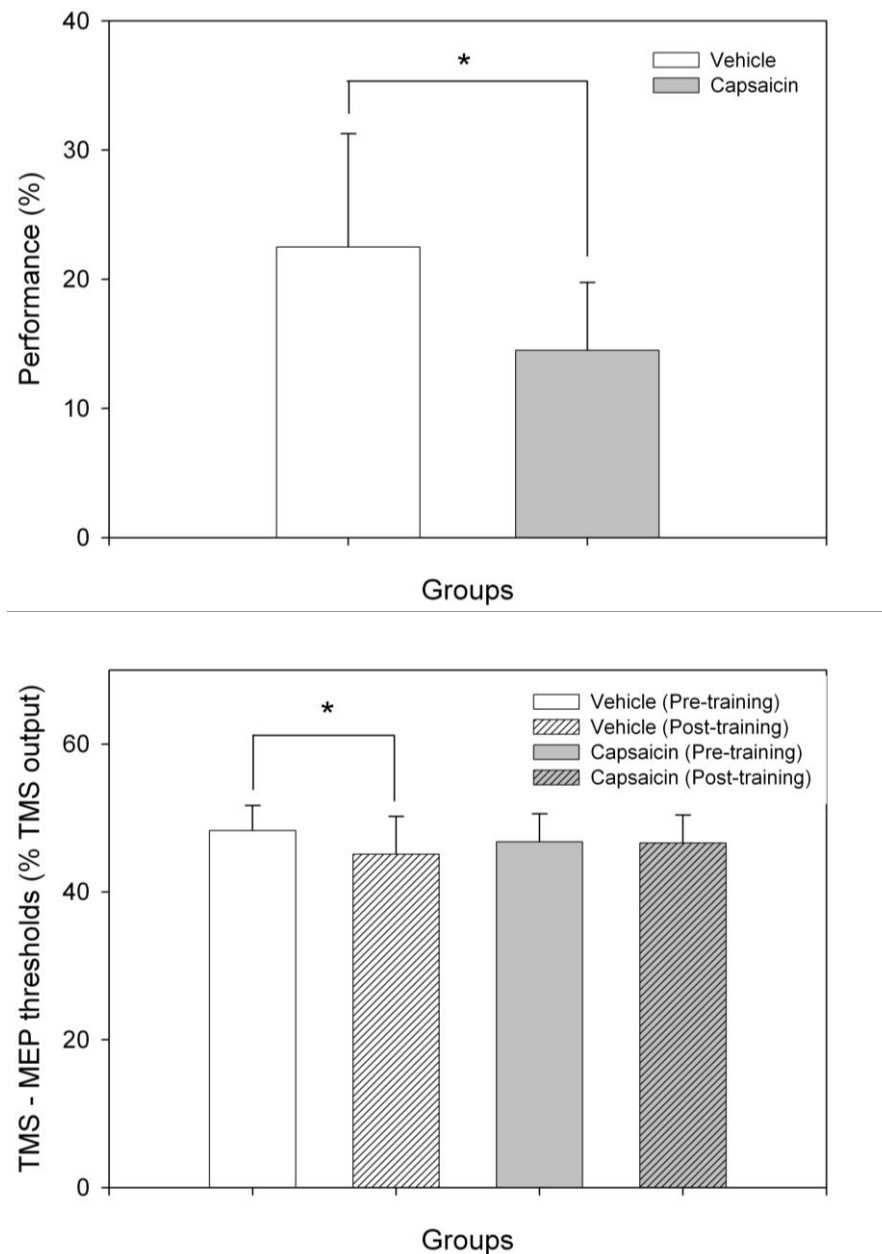 40
*
Vehicle
Capsaicin
30
20
10
0
Performance (%)
Groups
60
*
Vehicle (Pre-training)
Vehicle (Post-training)
Capsaicin (Pre-training)
Capsaicin (Post-training)
40
20
0
TMS - MEP thresholds (% TMS output)
Groups